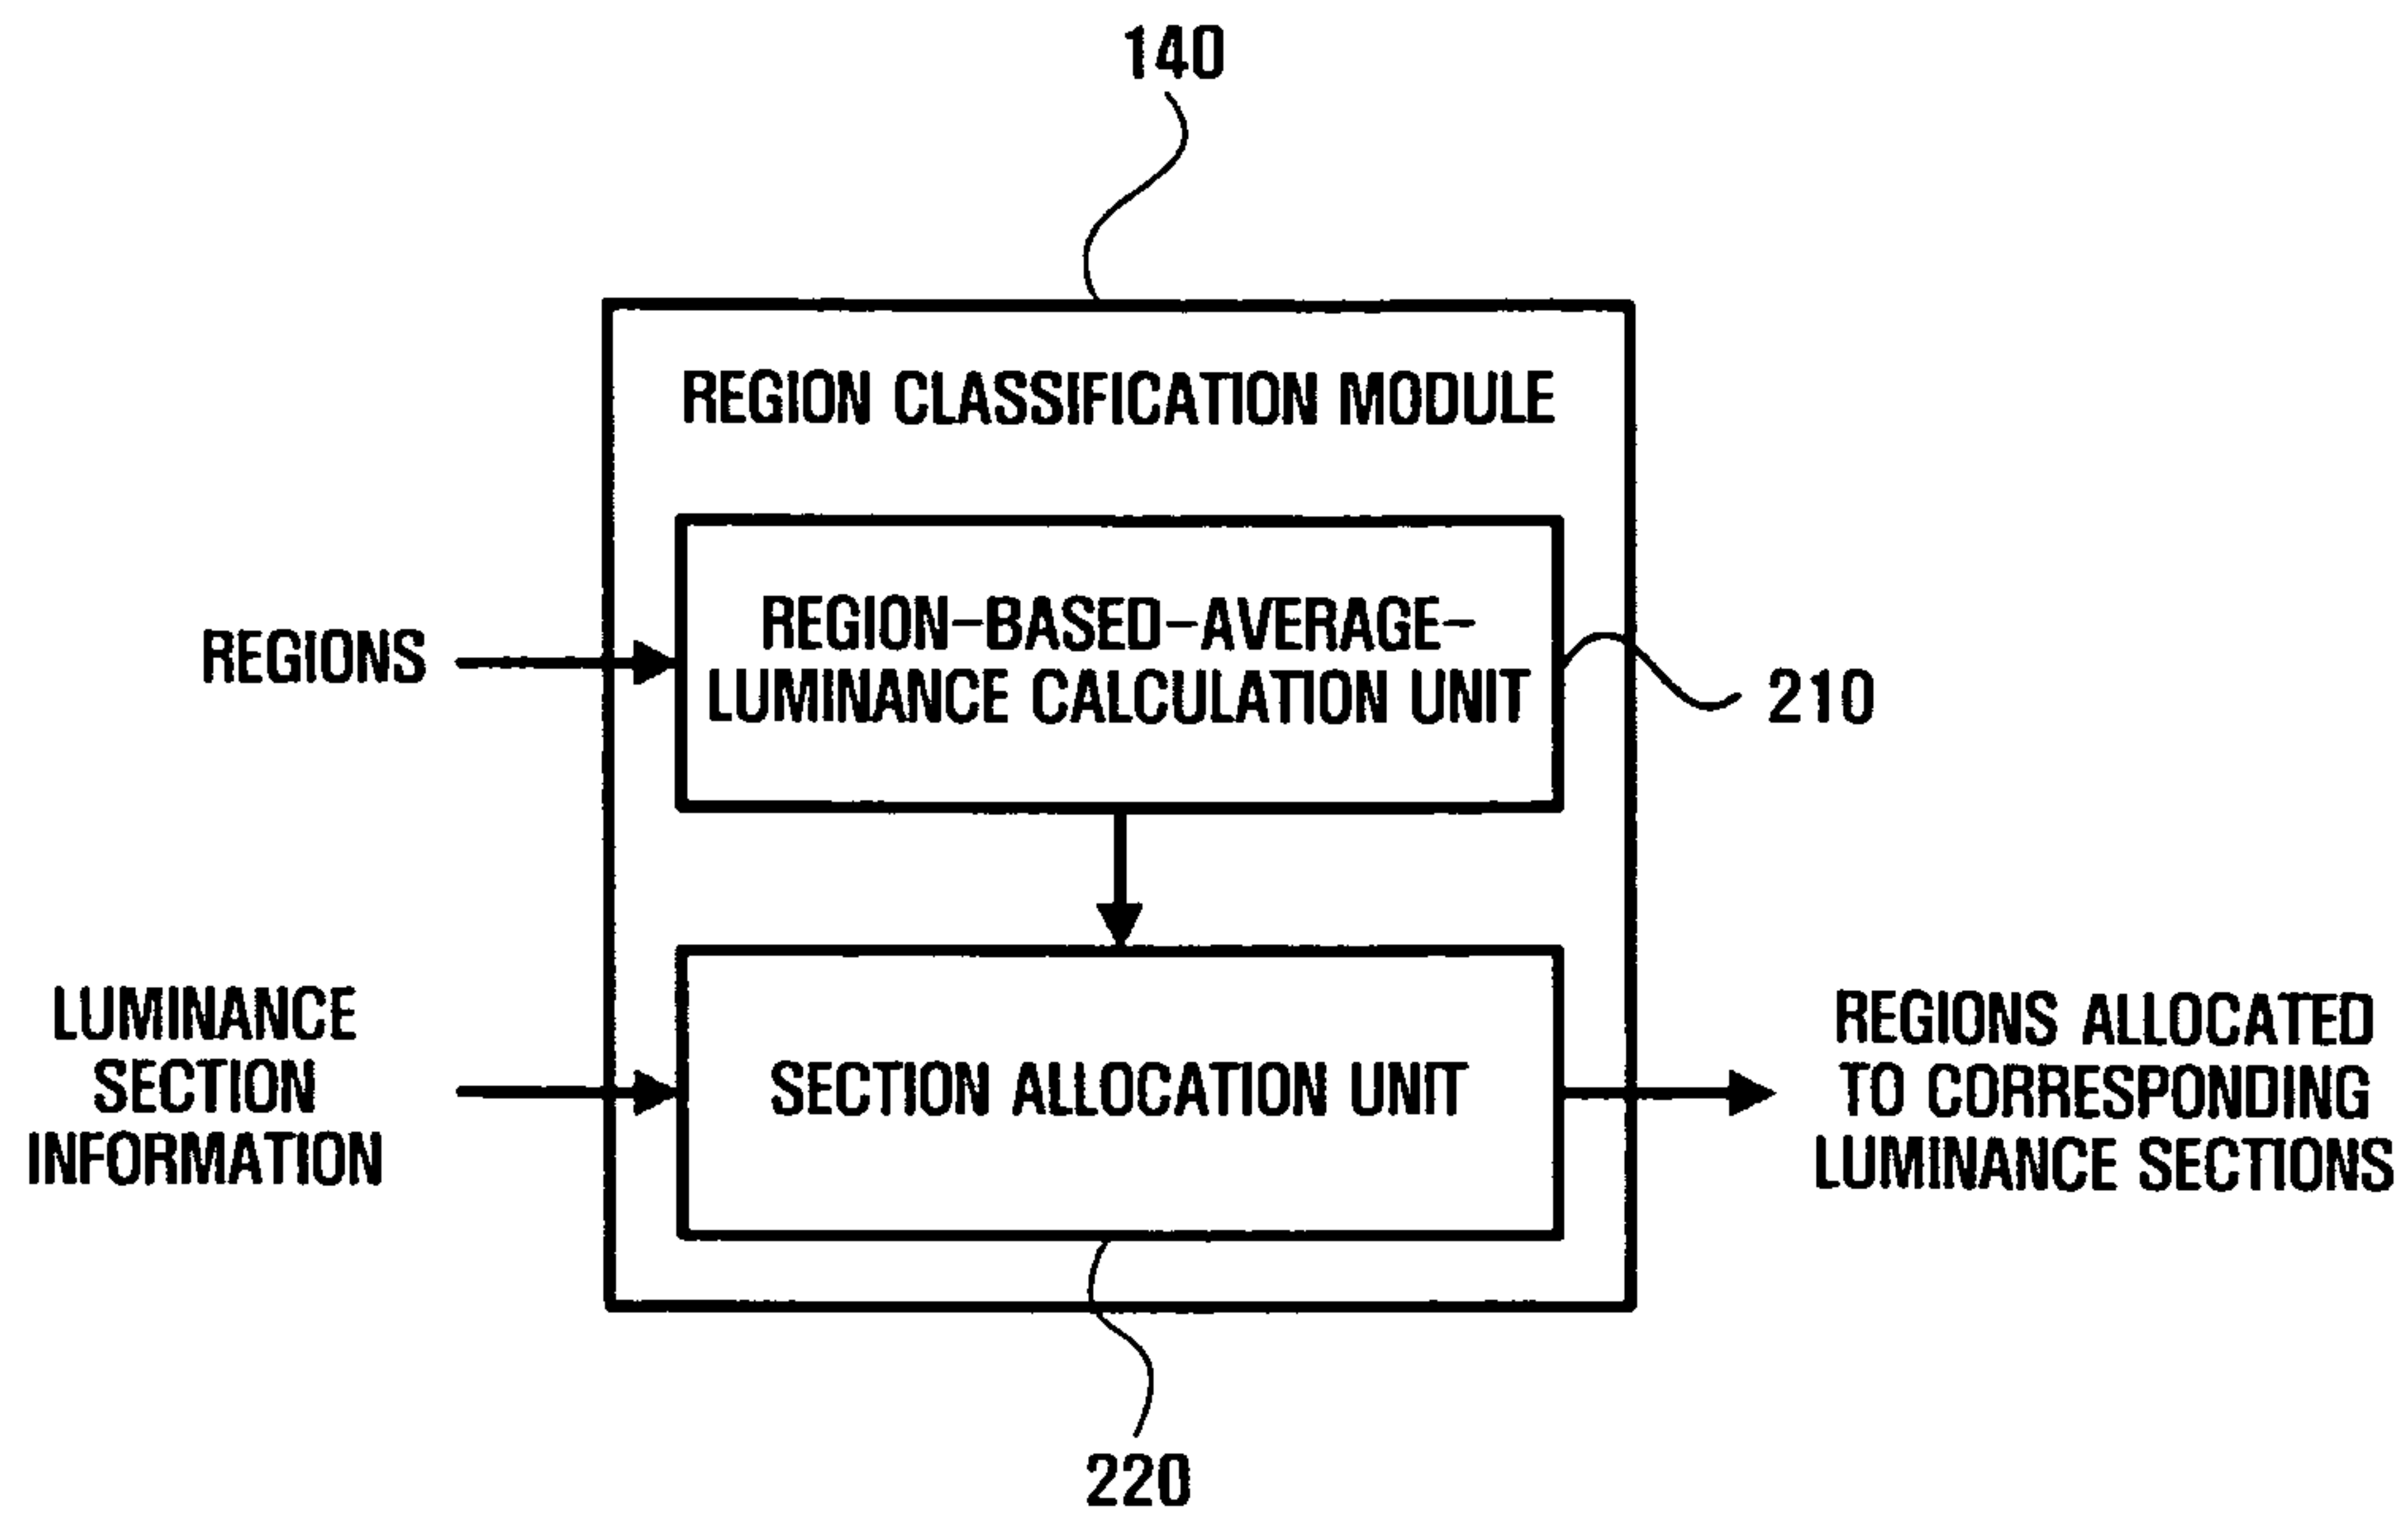 140
REGION CLASSIFICATION MODULE
REGIONS
REGION-BASED-AVERAGE-
LUMINANCE CALCULATION UNIT
210
LUMINANCE
SECTION
INFORMATION
SECTION ALLOCATION UNIT
REGIONS ALLOCATED
TO CORRESPONDING
LUMINANCE SECTIONS
220